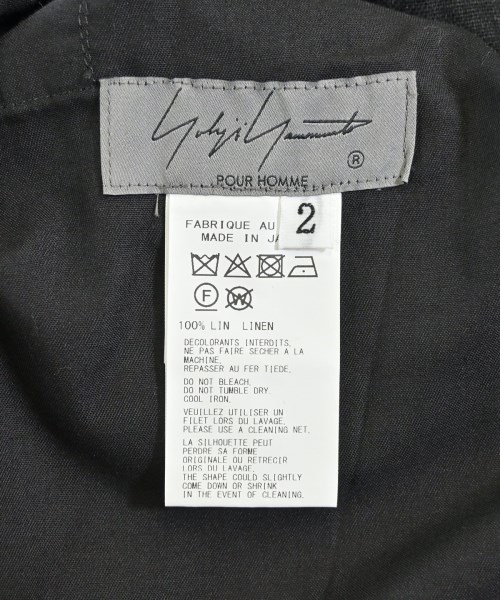 Yohji Yamamoto
®
POUR HOMME
2
FABRIQUE AU
MADE IN JA
F
W
100% LIN LINEN
DECOLORANTS INTERDITS.
NE PAS FAIRE SECHER A LA
MACHINE.
REPASSER AU FER TIEDE.
DO NOT BLEACH.
DO NOT TUMBLE DRY.
COOL IRON.
VEUILLEZ UTILISER UN
FILET LORS DU LAVAGE.
PLEASE USE A CLEANING NET.
LA SILHOUETTE PEUT
PERDRE SA FORME
ORIGINALE OU RETRECIR
LORS DU LAVAGE.
THE SHAPE COULD SLIGHTLY
COME DOWN OR SHRINK
IN THE EVENT OF CLEANING.